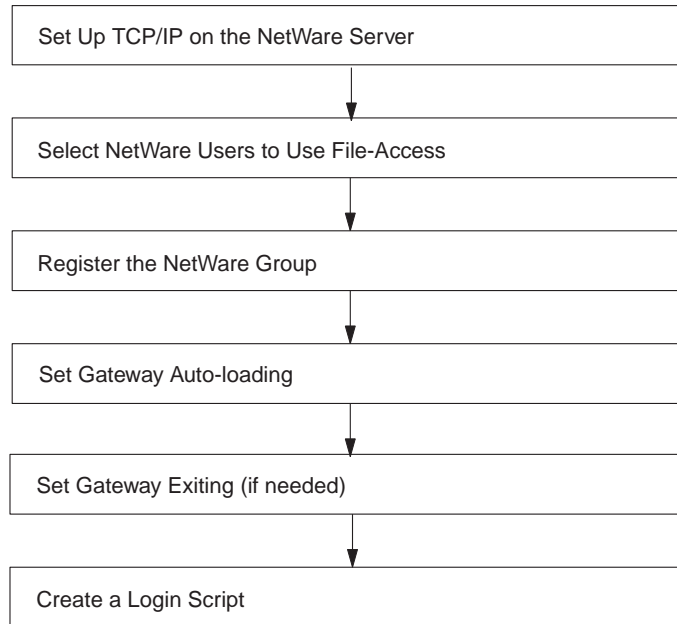 Set Up TCP/IP on the NetWare Server
Select NetWare Users to Use File-Access
Register the NetWare Group
Set Gateway Auto-loading
Set Gateway Exiting (if needed)
Create a Login Script